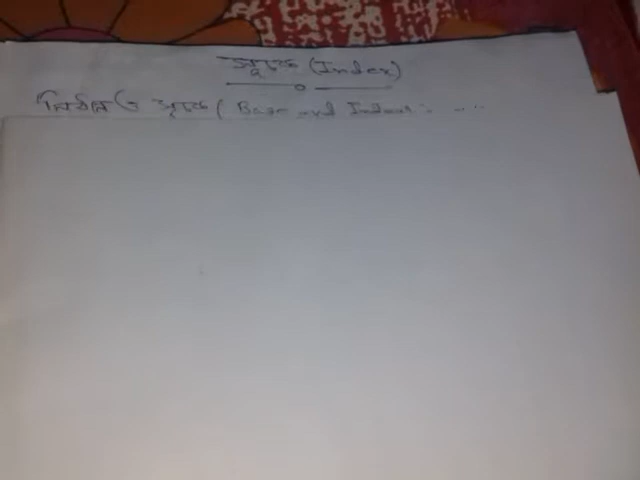 সূচক (Index)
নিধান ও সূচক ( Base and Index : ....